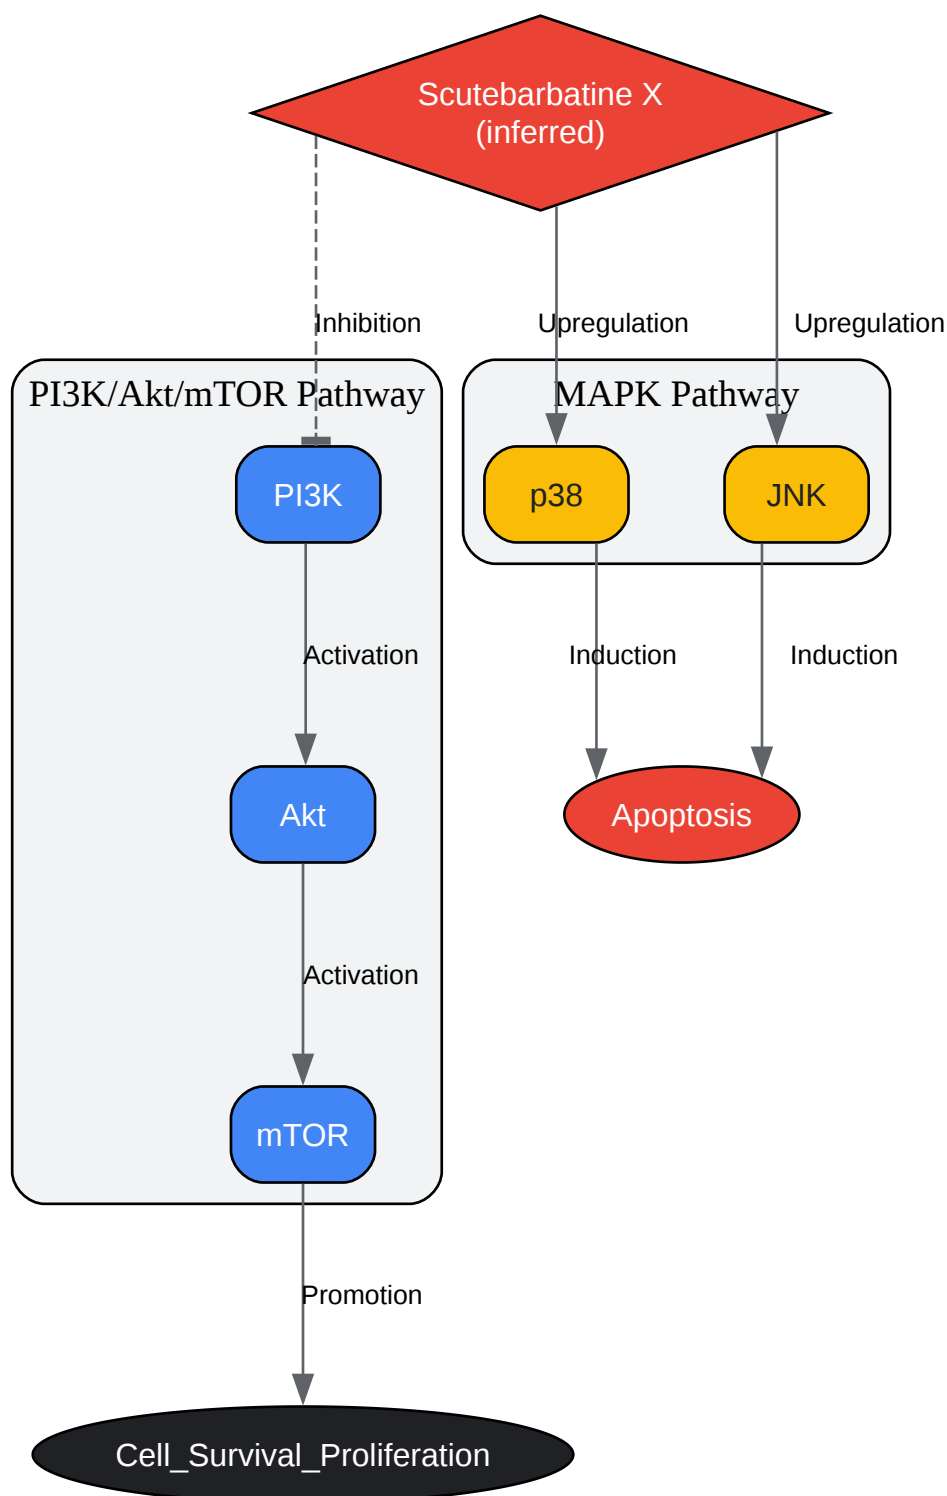 Scutebarbatine X
(inferred)
Inhibition
Upregulation
Upregulation
PI3K/Akt/mTOR Pathway
MAPK Pathway
PI3K
p38
JNK
Activation
Induction
Induction
Akt
Apoptosis
Activation
mTOR
Promotion
Cell_Survival_Proliferation